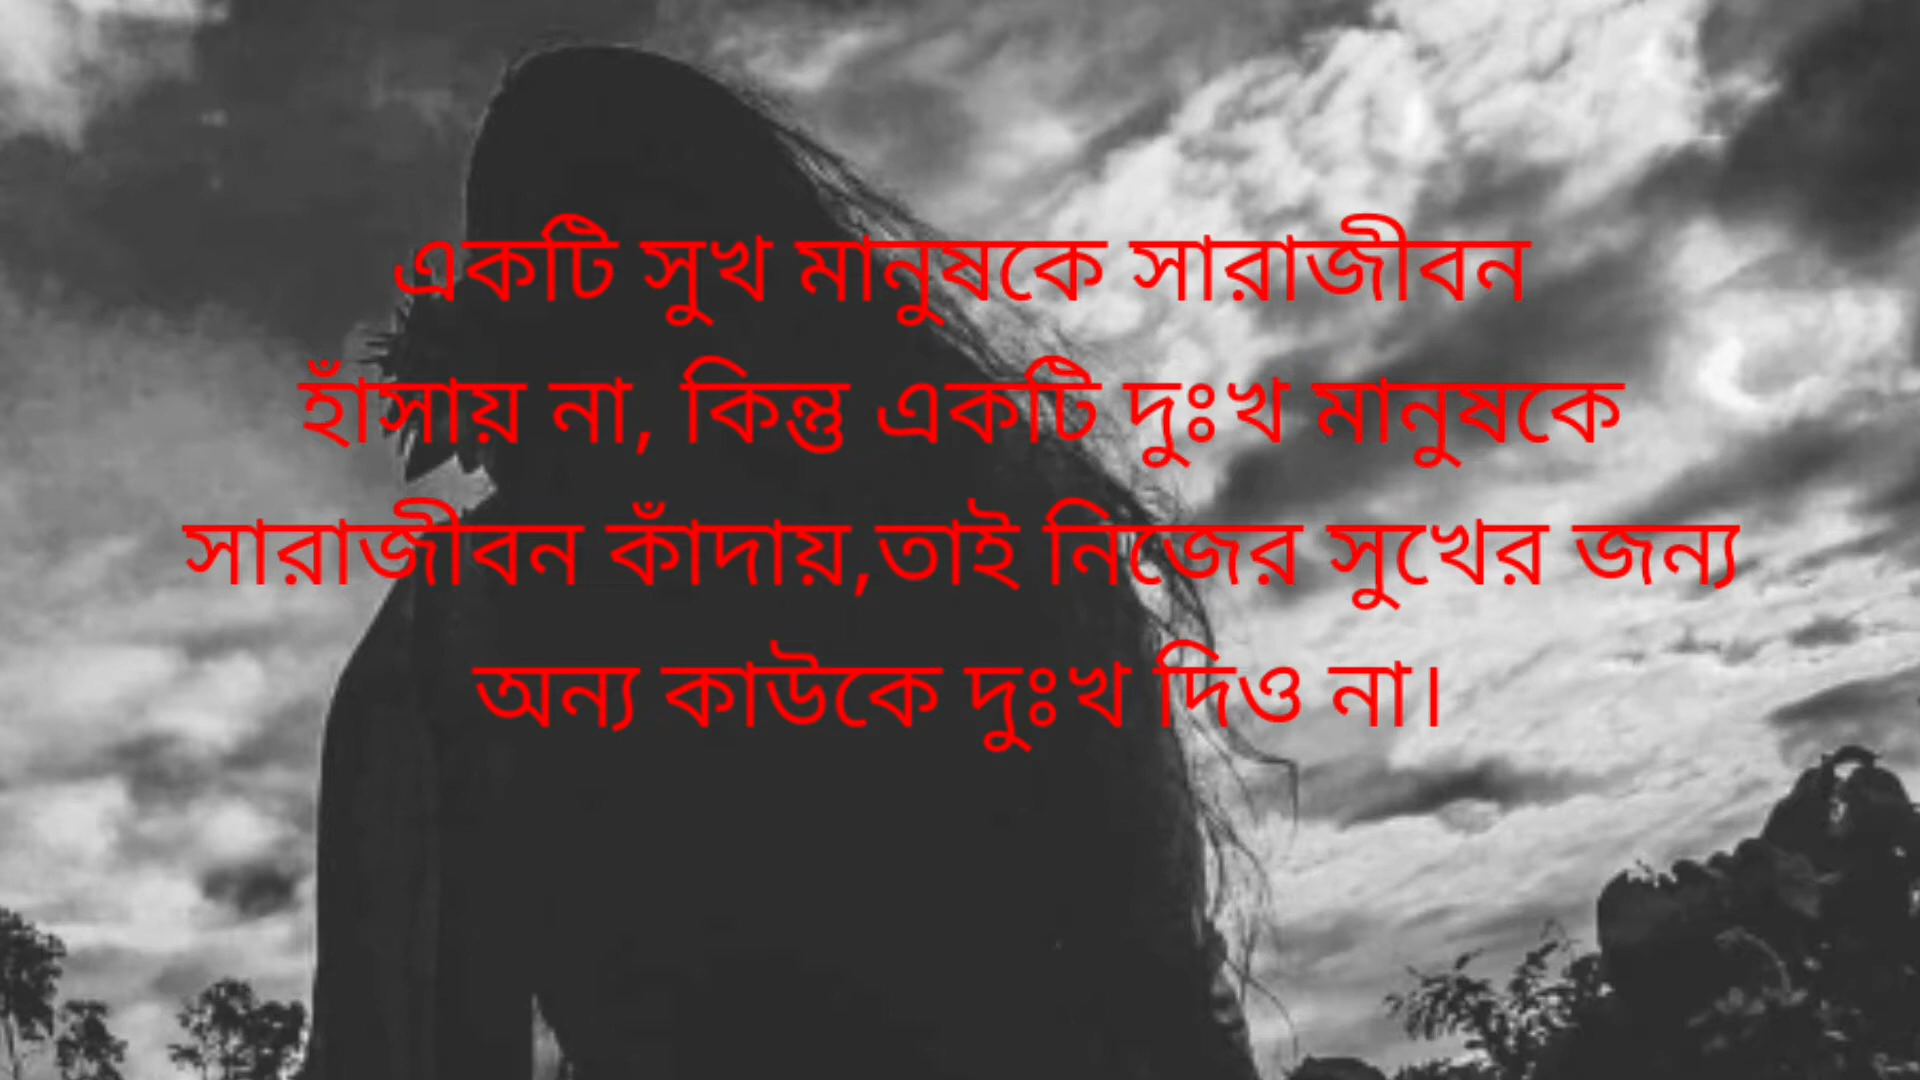 একটি সুখ মানুষকে সারাজীবন
হাঁসায় না, কিন্তু একটি দুঃখ মানুষকে
সারাজীবন কাঁদায়,তাই নিজের সুখের জন্য
অন্য কাউকে দুঃখ দিও না।